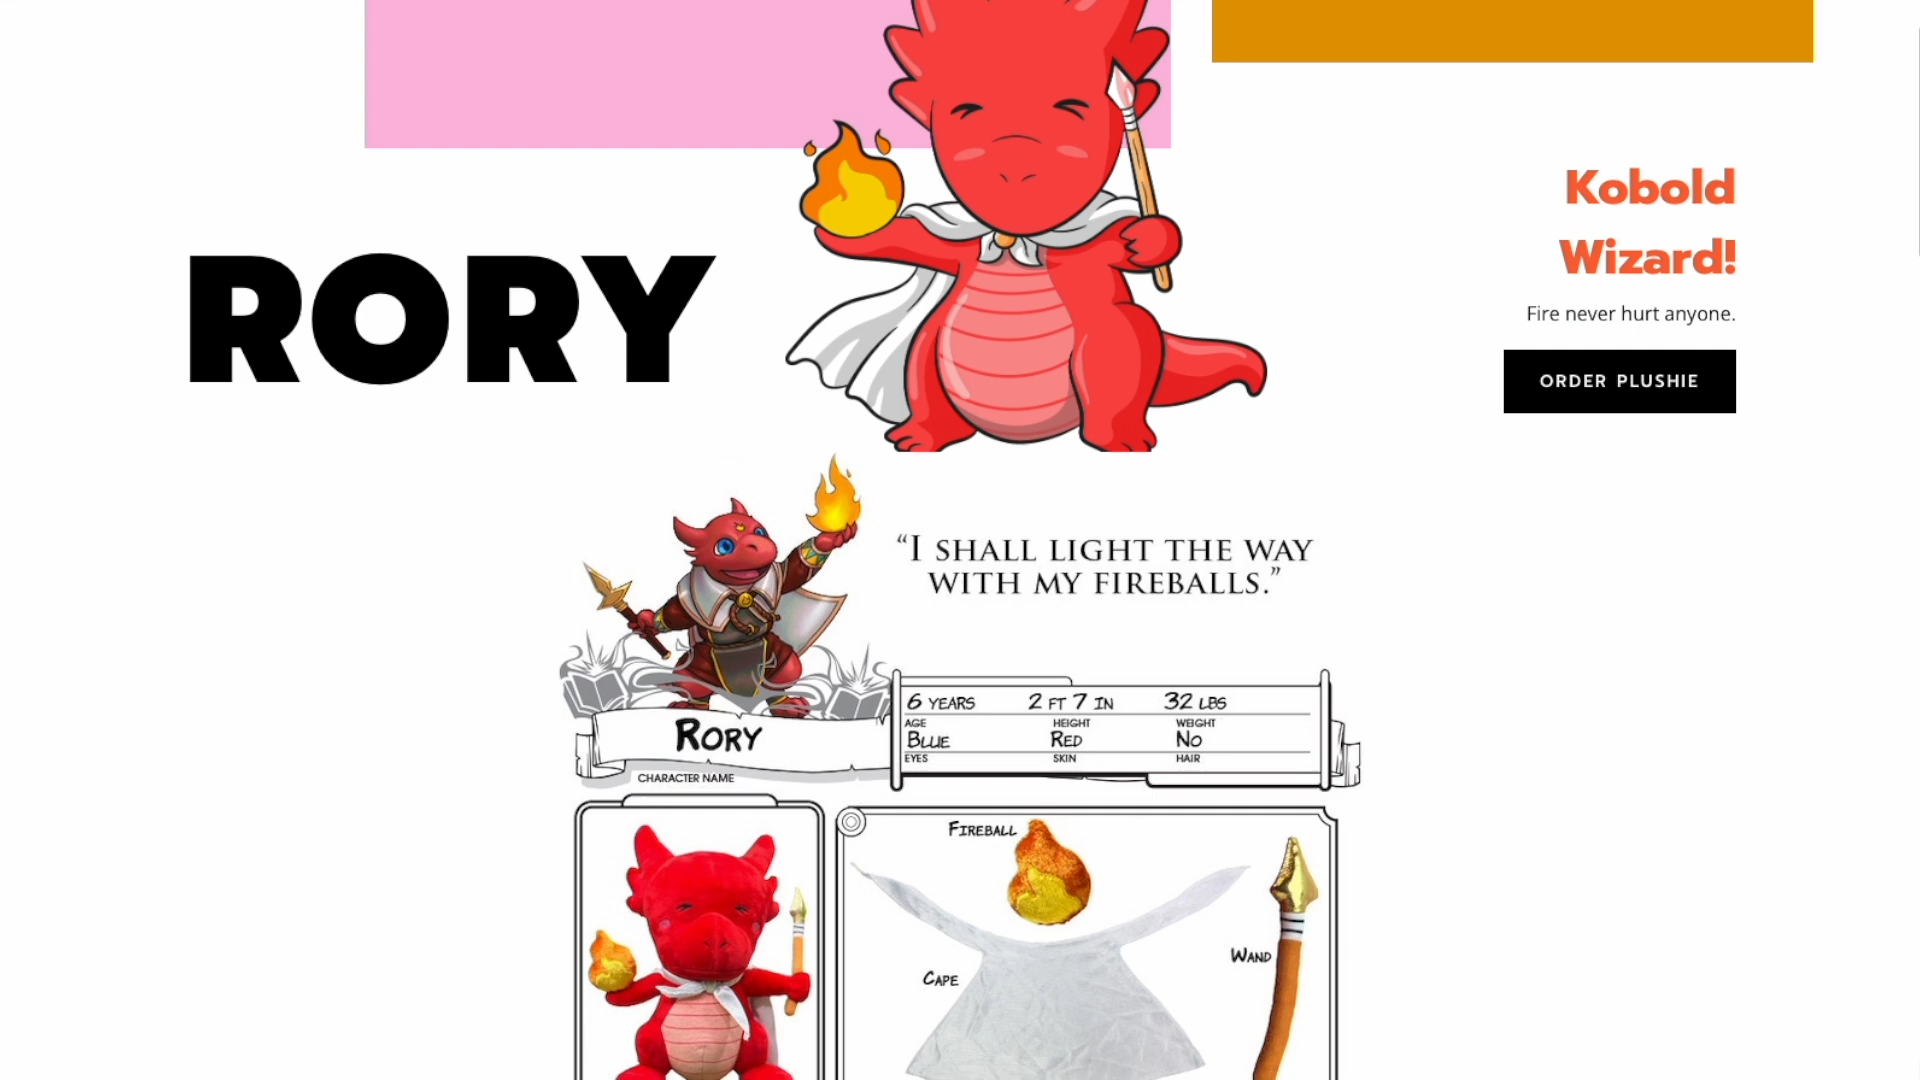 RORY
Kobold
Wizard!
Fire never hurt anyone.
ORDER PLUSHIE
“I SHALL LIGHT THE WAY
WITH MY FIREBALLS.”
6 YEARS 2 FT 7 IN 32 LBS
AGE HEIGHT WEIGHT
BLUE RED NO
EYES SKIN HAIR
RORY
CHARACTER NAME
FIREBALL
CAPE
WAND